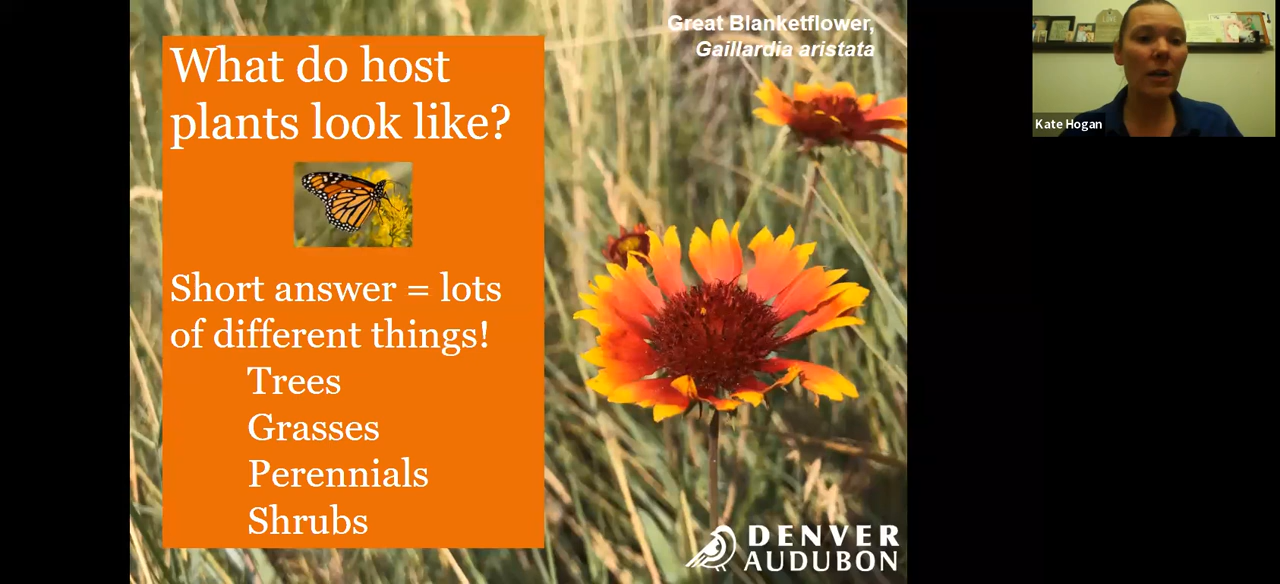 What do host
plants look like?
Short answer = lots
of different things!
Trees
Grasses
Perennials
Shrubs
Great Blanketflower,
Gaillardia aristata
DENVER
AUDUBON
Kate Hogan